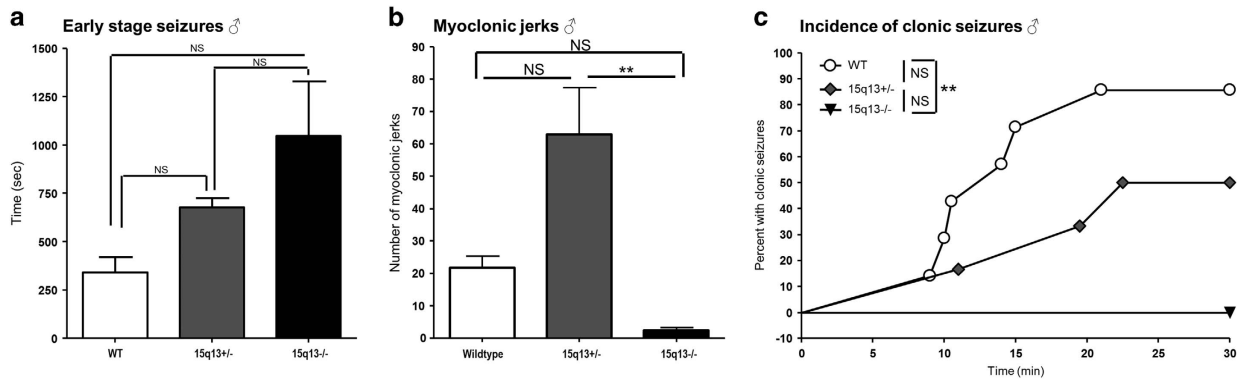 a Early stage seizures ♂
1500
1250
1000
750
500
250
0
Time (sec)
NS
NS
NS
WT 15q13+/- 15q13-/-
b Myoclonic jerks ♂
90
80
70
60
50
40
30
20
10
0
Number of myoclonic jerks
NS
NS **
Wildtype 15q13+/- 15q13-/-
c Incidence of clonic seizures ♂
100
90
80
70
60
50
40
30
20
10
0
-10
Percent with clonic seizures
WT
15q13+/-
15q13-/-
NS
NS
**
0 5 10 15 20 25 30
Time (min)